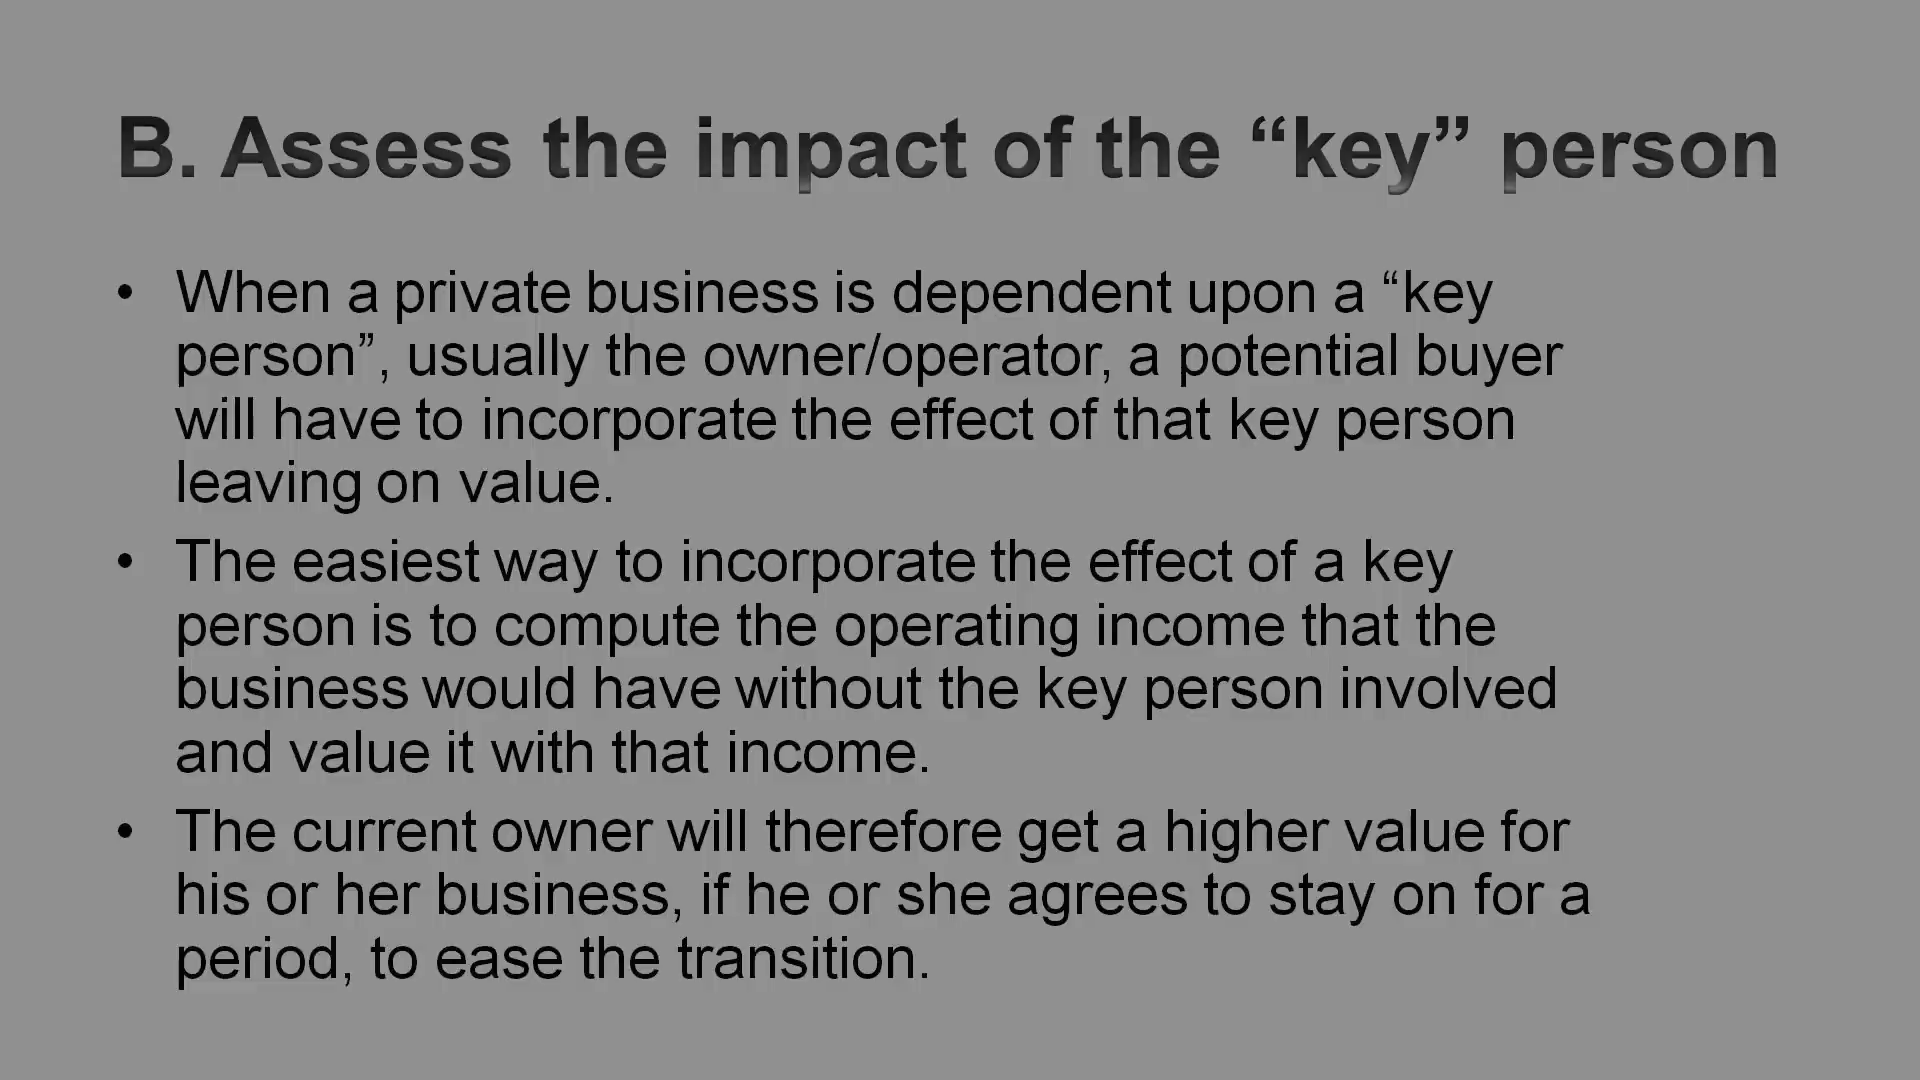 B. Assess the impact of the “key” person
• When a private business is dependent upon a “key
person”, usually the owner/operator, a potential buyer
will have to incorporate the effect of that key person
leaving on value.
• The easiest way to incorporate the effect of a key
person is to compute the operating income that the
business would have without the key person involved
and value it with that income.
• The current owner will therefore get a higher value for
his or her business, if he or she agrees to stay on for a
period, to ease the transition.